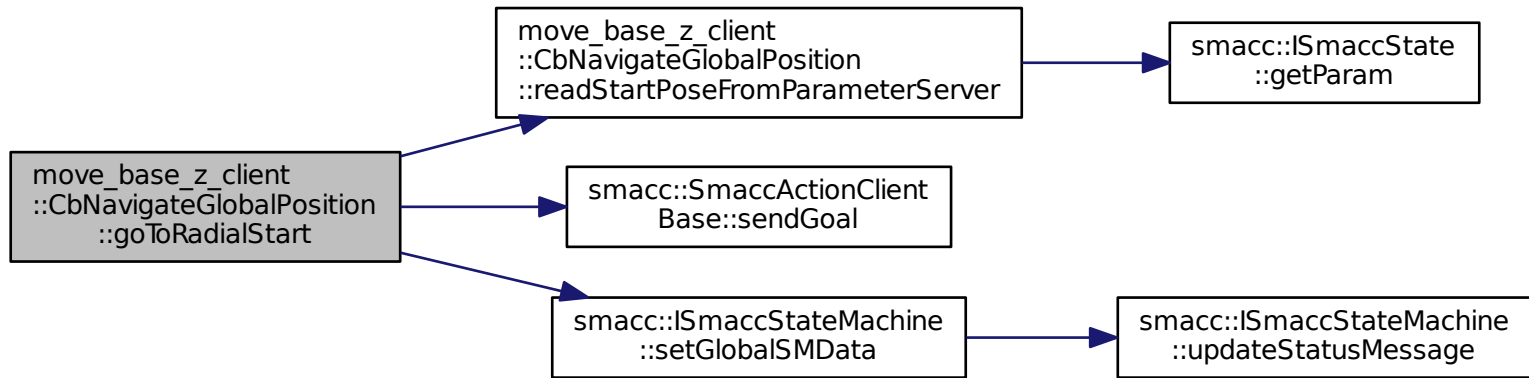 move_base_z_client
::CbNavigateGlobalPosition
::goToRadialStart
move_base_z_client
::CbNavigateGlobalPosition
::readStartPoseFromParameterServer
smacc::ISmaccState
::getParam
smacc::SmaccActionClient
Base::sendGoal
smacc::ISmaccStateMachine
::setGlobalSMData
smacc::ISmaccStateMachine
::updateStatusMessage